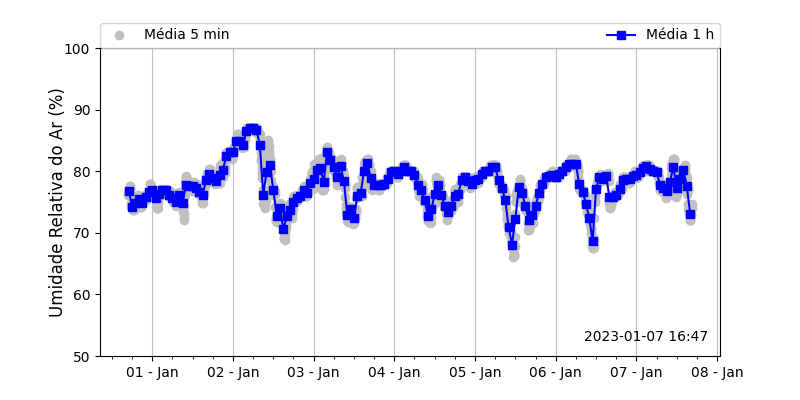 Média 5 min Média 1 h
100
90
80
70
60
50
Umidade Relativa do Ar (%)
2023-01-07 16:47
01 - Jan 02 - Jan 03 - Jan 04 - Jan 05 - Jan 06 - Jan 07 - Jan 08 - Jan